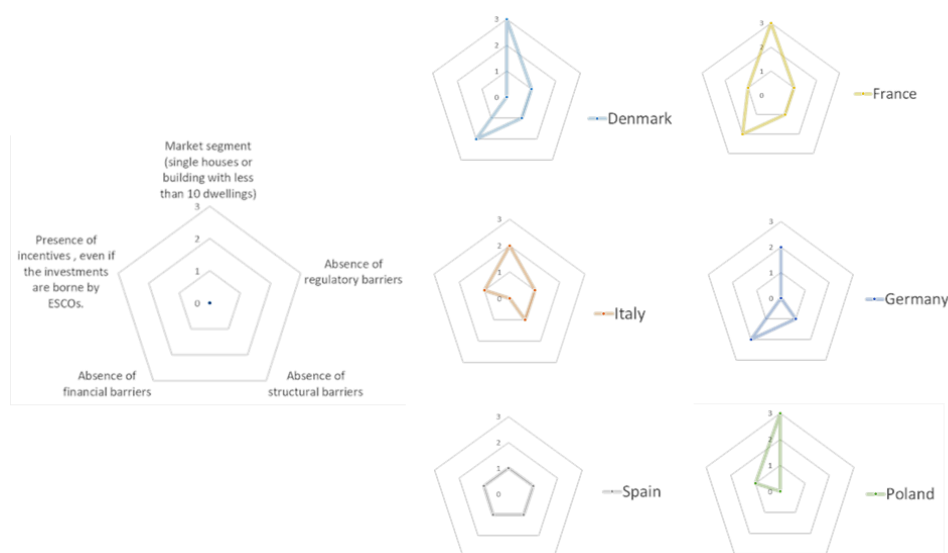 Market segment
(single houses or
building with less
than 10 dwellings)
3
2
1
0
Presence of
incentives , even if
the investments
are borne by
ESCOs.
Absence of
regulatory barriers
Absence of
financial barriers
Absence of
structural barriers
3
2
1
0
Denmark
3
2
1
0
France
3
2
1
0
Italy
3
2
1
0
Germany
3
2
1
0
Spain
3
2
1
0
Poland